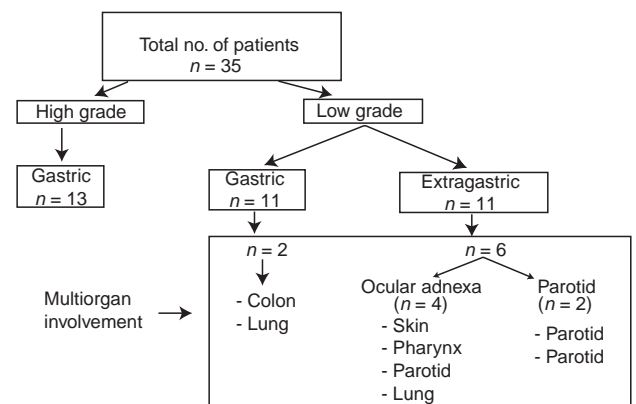 Total no. of patients
n = 35
High grade
Low grade
Gastric
n = 13
Gastric
n = 11
Extragastric
n = 11
Multiorgan
involvement
n = 2
- Colon
- Lung
n = 6
Ocular adnexa
(n = 4)
- Skin
- Pharynx
- Parotid
- Lung
Parotid
(n = 2)
- Parotid
- Parotid